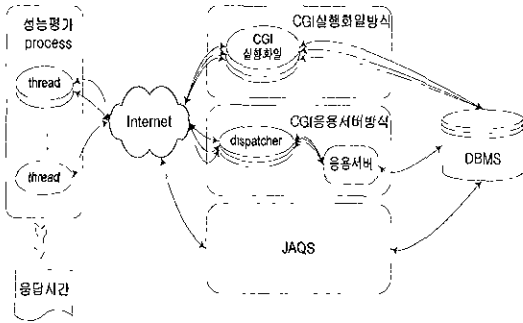 성능평가
process
thread
thread
응답시간
Internet
CGI실행화일방식
CGI
실행화일
CGI응용서버방식
dispatcher
응용서버
JAQS
DBMS